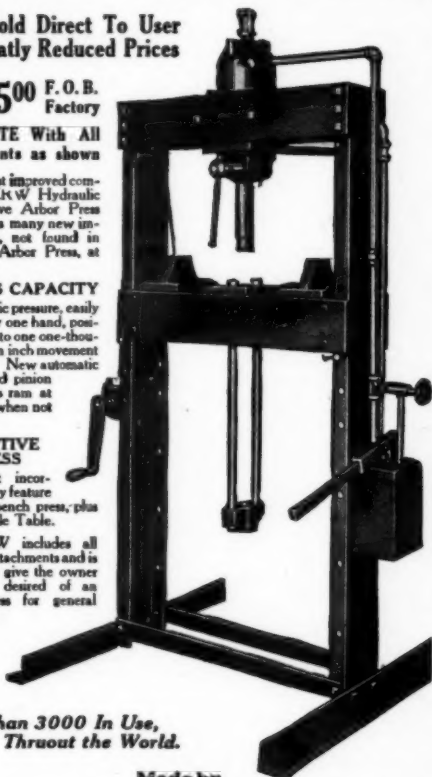 old Direct To User
atly Reduced Prices
5.00 F. O. B.
Factory
TE With All
nts as shown
t improved com-
K W Hydraulic
ve Arbor Press
s many new im-
, not found in
Arbor Press, at
CAPACITY
ic pressure, easily
one hand, posi-
to one one-thou-
n inch movement
New automatic
d pinion
s ram at
when not
TIVE
ESS
incor-
y feature
bench press, plus
le Table.
W includes all
tachments and is
give the owner
desired of an
ss for general
han 3000 In Use,
Thruout the World.
Made by